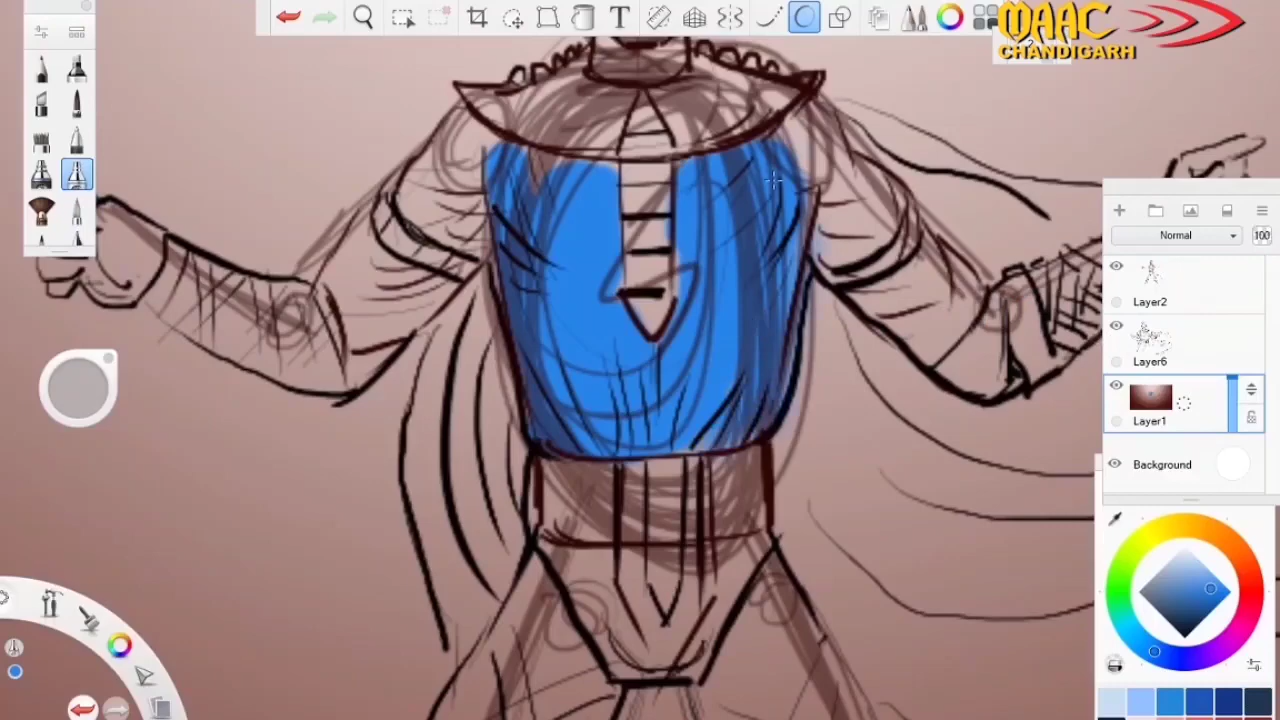 MAAC
CHANDIGARH
Normal
100
Layer2
Layer6
Layer1
Background